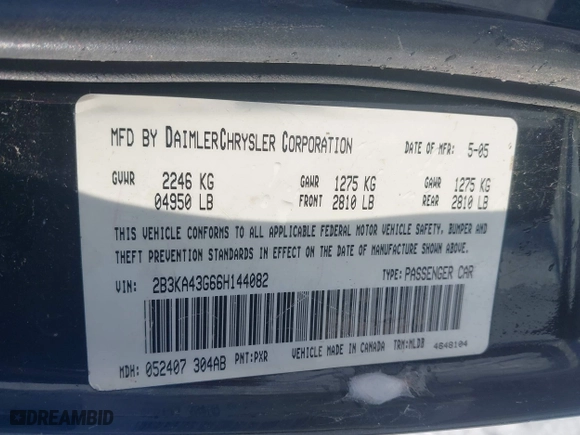 MFD BY DAIMLERCHRYSLER CORPORATION DATE OF MFR: 5-05
GVWR 2246 KG GAWR 1275 KG GAWR 1275 KG
04950 LB FRONT 2810 LB REAR 2810 LB
THIS VEHICLE CONFORMS TO ALL APPLICABLE FEDERAL MOTOR VEHICLE SAFETY, BUMPER AND
THEFT PREVENTION STANDARDS IN EFFECT ON THE DATE OF MANUFACTURE SHOWN ABOVE.
VIN: 2B3KA43G66H144082 TYPE: PASSENGER CAR
MDH: 052407 304AB PNT: PXR VEHICLE MADE IN CANADA TRM: MLDB 4648104
DREAMBID